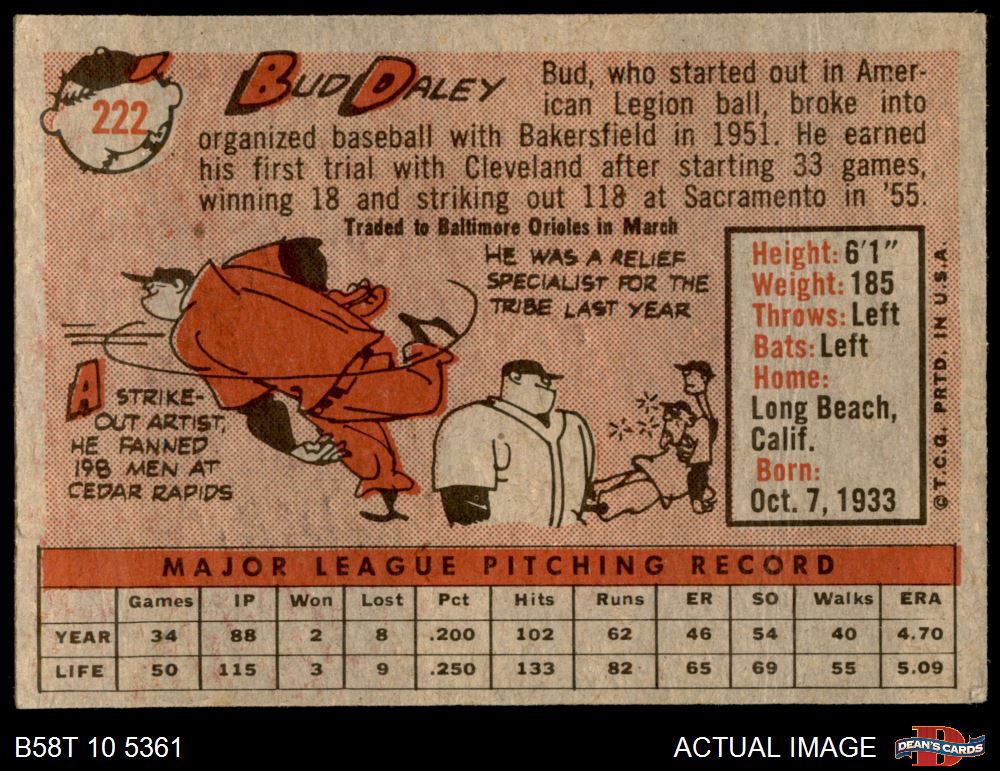 222
BUD DALEY
Bud, who started out in Amer-
ican Legion ball, broke into
organized baseball with Bakersfield in 1951. He earned
his first trial with Cleveland after starting 33 games,
winning 18 and striking out 118 at Sacramento in '55.
Traded to Baltimore Orioles in March
HE WAS A RELIEF
SPECIALIST FOR THE
TRIBE LAST YEAR
A STRIKE-
OUT ARTIST,
HE FANNED
198 MEN AT
CEDAR RAPIDS
Height: 6'1"
Weight: 185
Throws: Left
Bats: Left
Home:
Long Beach,
Calif.
Born:
Oct. 7, 1933
© T.C.G. PRTD. IN U.S.A.
MAJOR LEAGUE PITCHING RECORD
Games IP Won Lost Pct Hits Runs ER SO Walks ERA
YEAR 34 88 2 8 .200 102 62 46 54 40 4.70
LIFE 50 115 3 9 .250 133 82 65 69 55 5.09
B58T 10 5361
ACTUAL IMAGE
D
DEAN'S CARDS